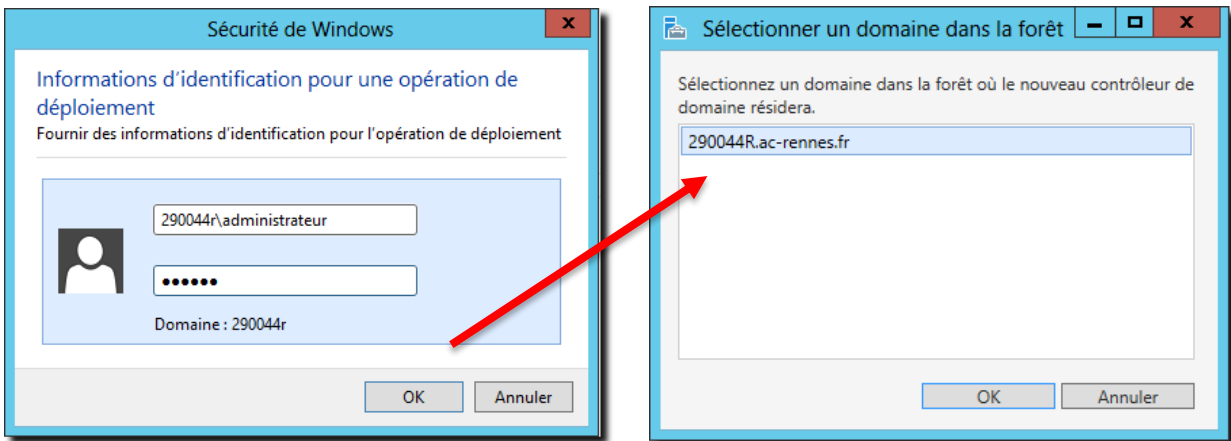 Sécurité de Windows
x
Informations d'identification pour une opération de
déploiement
Fournir des informations d'identification pour l'opération de déploiement
290044r\administrateur
••••••
Domaine : 290044r
OK
Annuler
Sélectionner un domaine dans la forêt
x
Sélectionnez un domaine dans la forêt où le nouveau contrôleur de
domaine résidera.
290044R.ac-rennes.fr
OK
Annuler